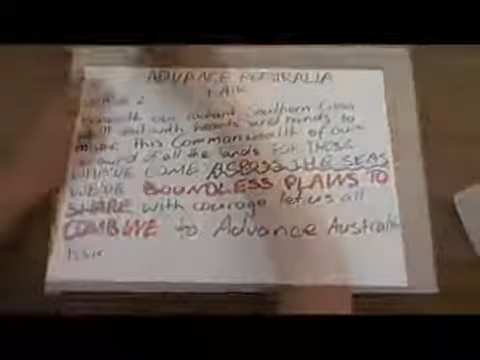 ADVANCE AUSTRALIA
FAIR
VERSE 2
Beneath our radiant Southern Cross
we'll toil with hearts and hands to
make this Commonwealth of ours
renowned of all the lands FOR THOSE
WHO'VE COME ACROSS THE SEAS
WE'VE BOUNDLESS PLAINS TO
SHARE with courage let us all
COMBINE to Advance Australia
fair